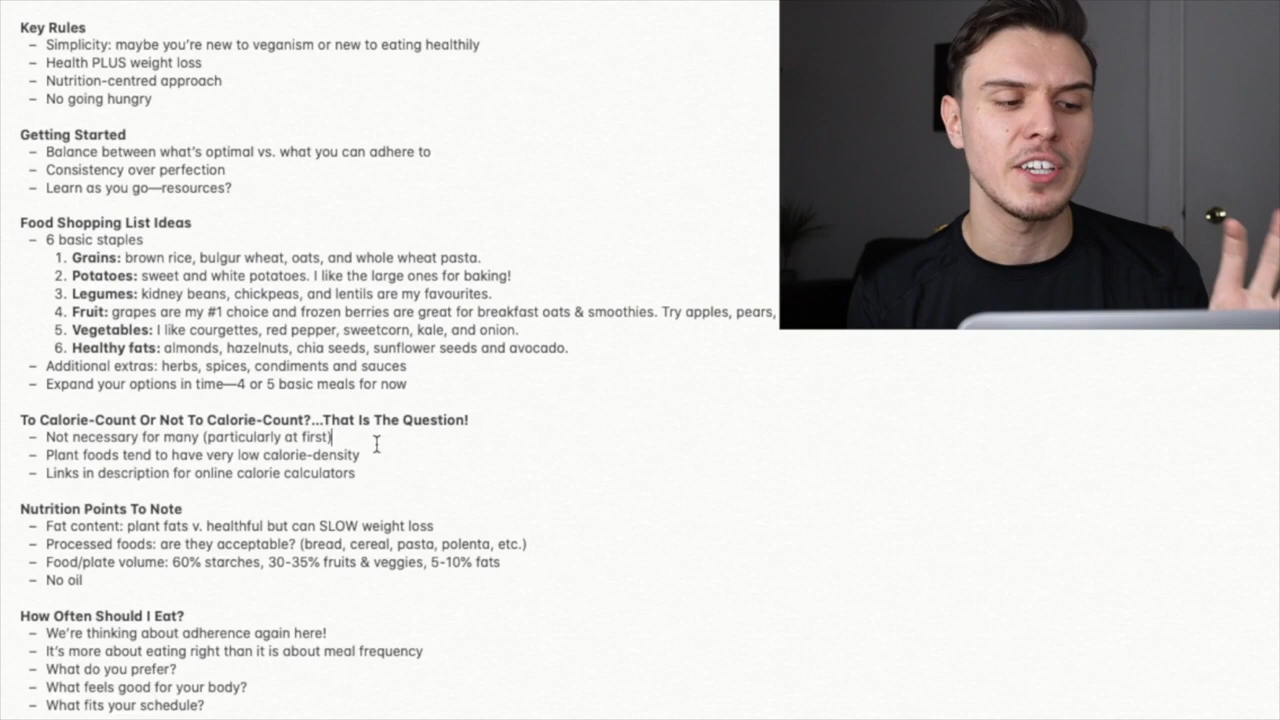 Key Rules
– Simplicity: maybe you're new to veganism or new to eating healthily
– Health PLUS weight loss
– Nutrition-centred approach
– No going hungry
Getting Started
– Balance between what's optimal vs. what you can adhere to
– Consistency over perfection
– Learn as you go—resources?
Food Shopping List Ideas
– 6 basic staples
1. Grains: brown rice, bulgur wheat, oats, and whole wheat pasta.
2. Potatoes: sweet and white potatoes. I like the large ones for baking!
3. Legumes: kidney beans, chickpeas, and lentils are my favourites.
4. Fruit: grapes are my #1 choice and frozen berries are great for breakfast oats & smoothies. Try apples, pears,
5. Vegetables: I like courgettes, red pepper, sweetcorn, kale, and onion.
6. Healthy fats: almonds, hazelnuts, chia seeds, sunflower seeds and avocado.
– Additional extras: herbs, spices, condiments and sauces
– Expand your options in time—4 or 5 basic meals for now
To Calorie-Count Or Not To Calorie-Count?...That Is The Question!
– Not necessary for many (particularly at first)
– Plant foods tend to have very low calorie-density
– Links in description for online calorie calculators
Nutrition Points To Note
– Fat content: plant fats v. healthful but can SLOW weight loss
– Processed foods: are they acceptable? (bread, cereal, pasta, polenta, etc.)
– Food/plate volume: 60% starches, 30-35% fruits & veggies, 5-10% fats
– No oil
How Often Should I Eat?
– We're thinking about adherence again here!
– It's more about eating right than it is about meal frequency
– What do you prefer?
– What feels good for your body?
– What fits your schedule?